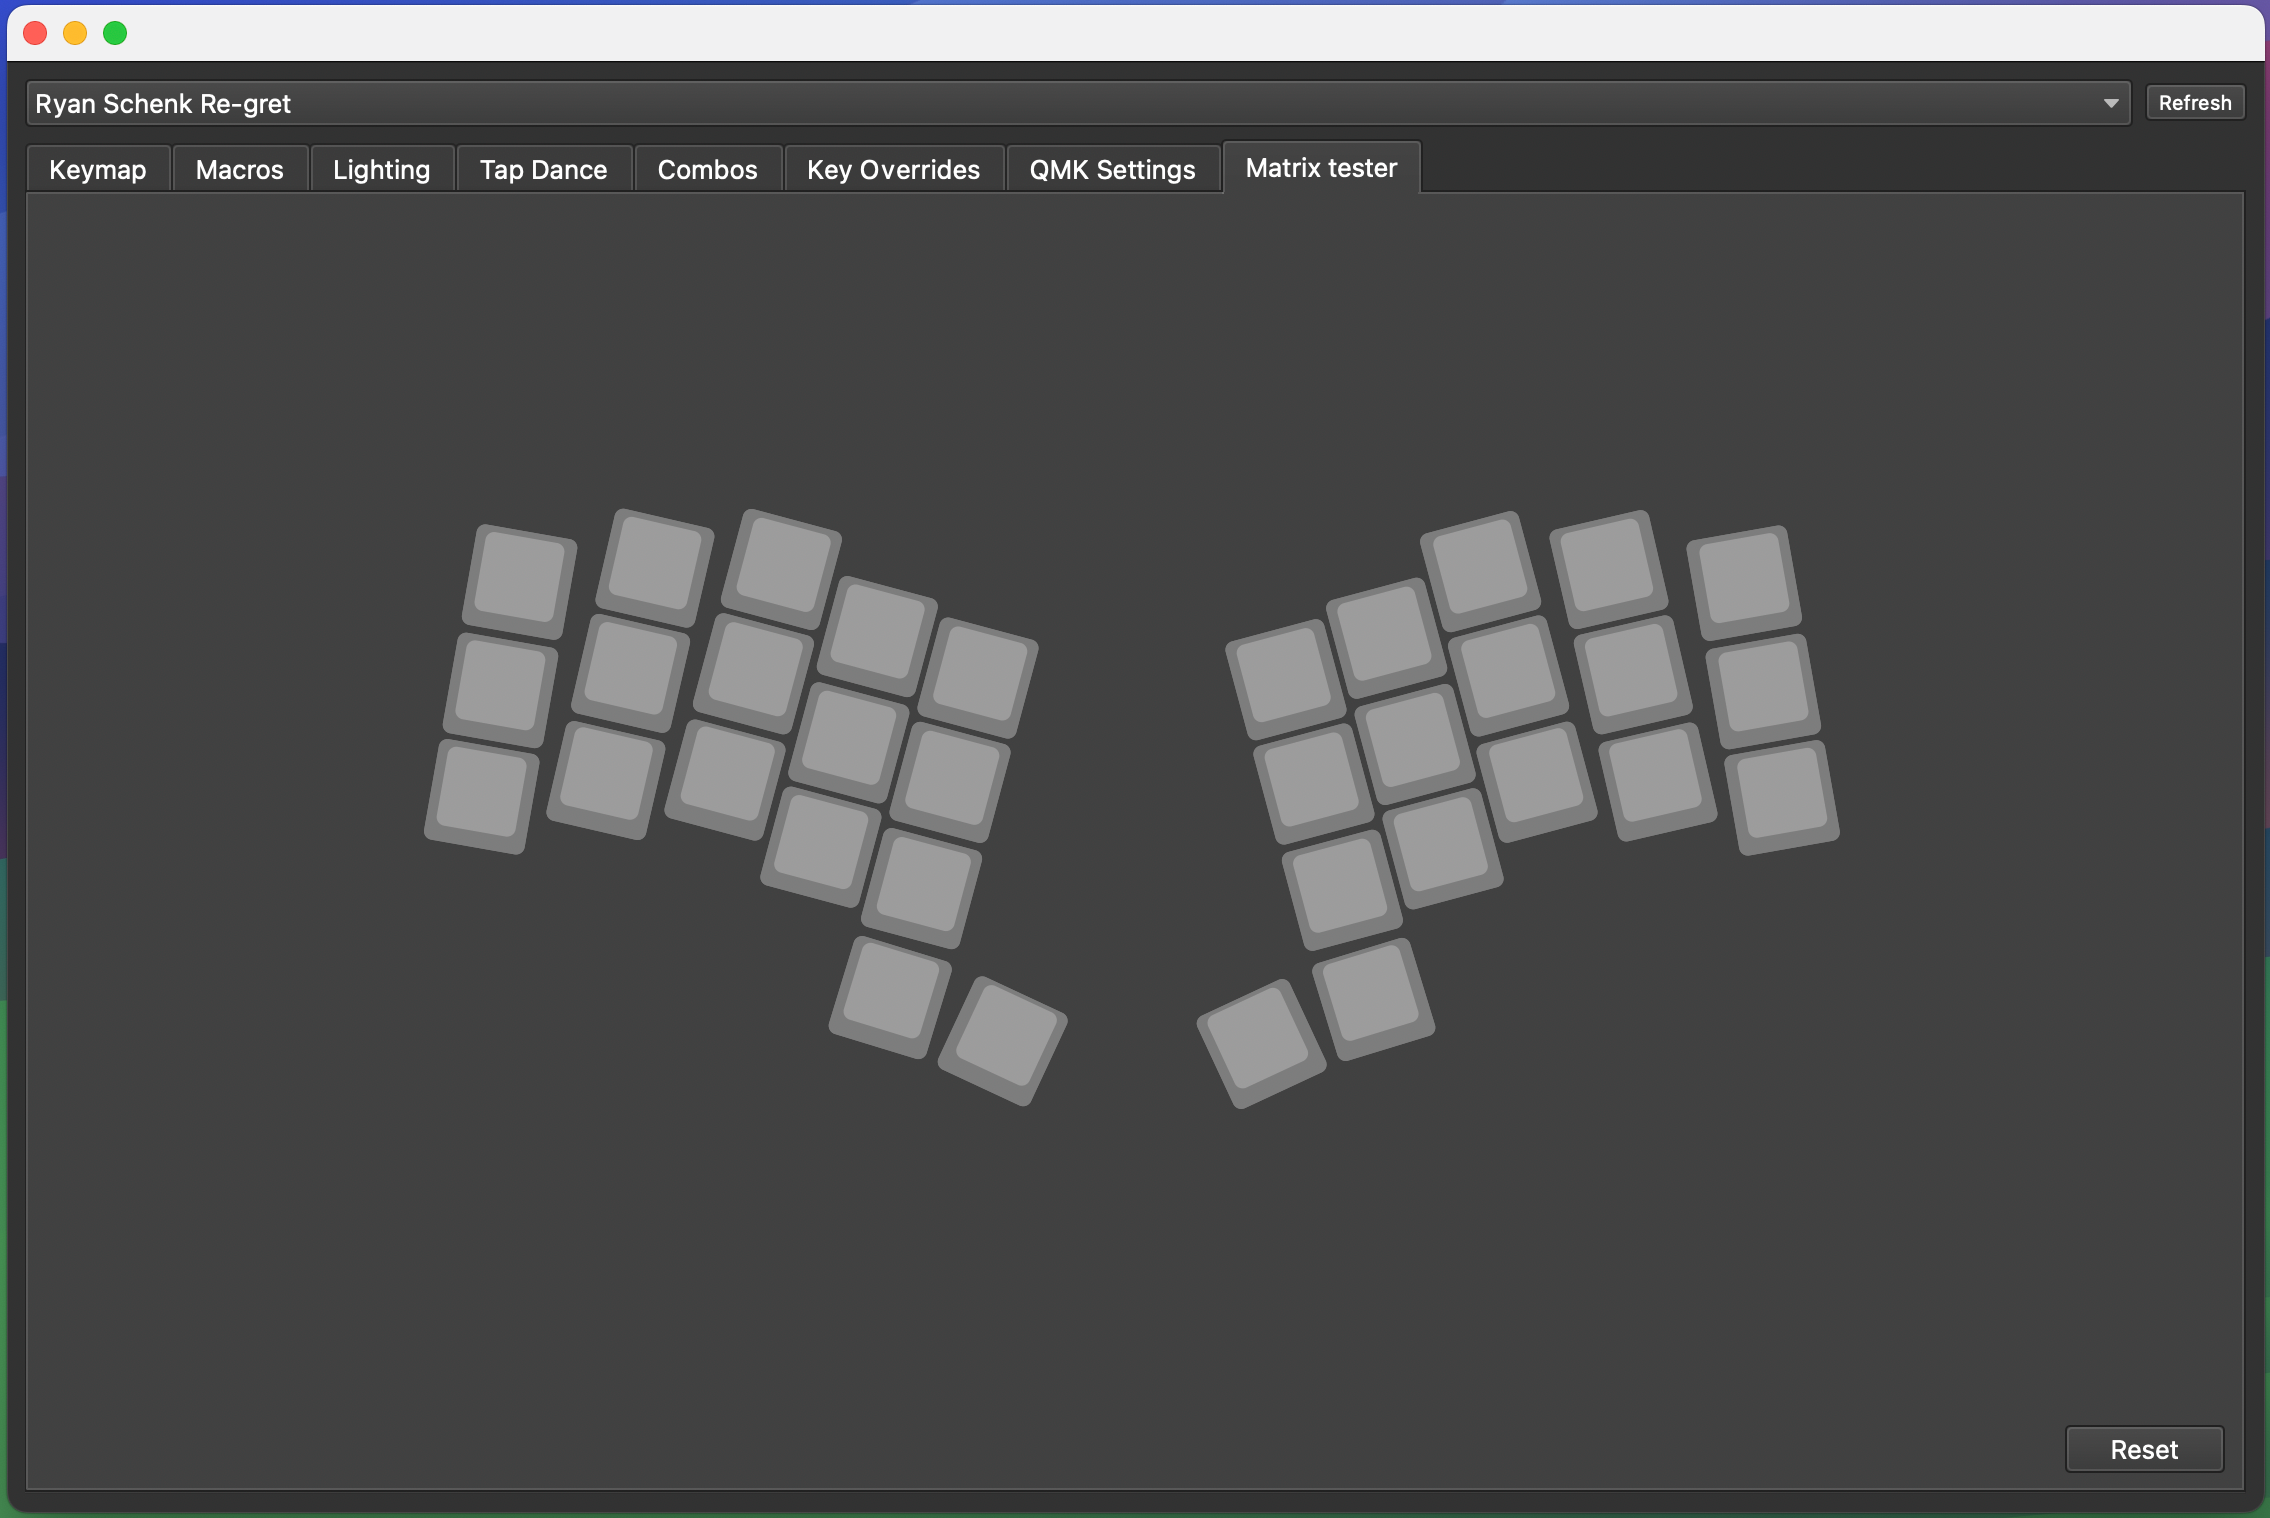 Ryan Schenk Re-gret
Refresh
Keymap Macros Lighting Tap Dance Combos Key Overrides QMK Settings Matrix tester
Reset